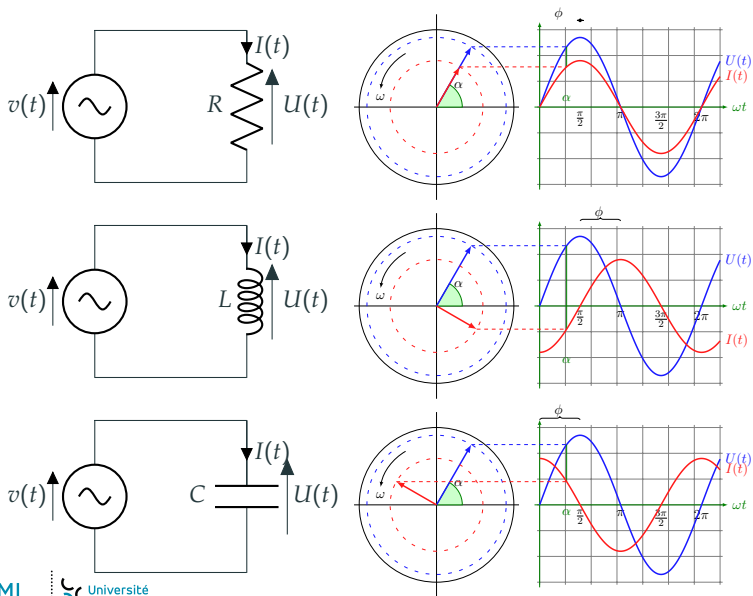 I(t)
v(t)
R
U(t)
ω
α
ϕ
α
π/2
π
3π/2
2π
U(t)
I(t)
ωt
I(t)
v(t)
L
U(t)
ω
α
ϕ
α
π/2
π
3π/2
2π
U(t)
I(t)
ωt
I(t)
v(t)
C
U(t)
ω
α
ϕ
α
π/2
π
3π/2
2π
U(t)
I(t)
ωt
Université